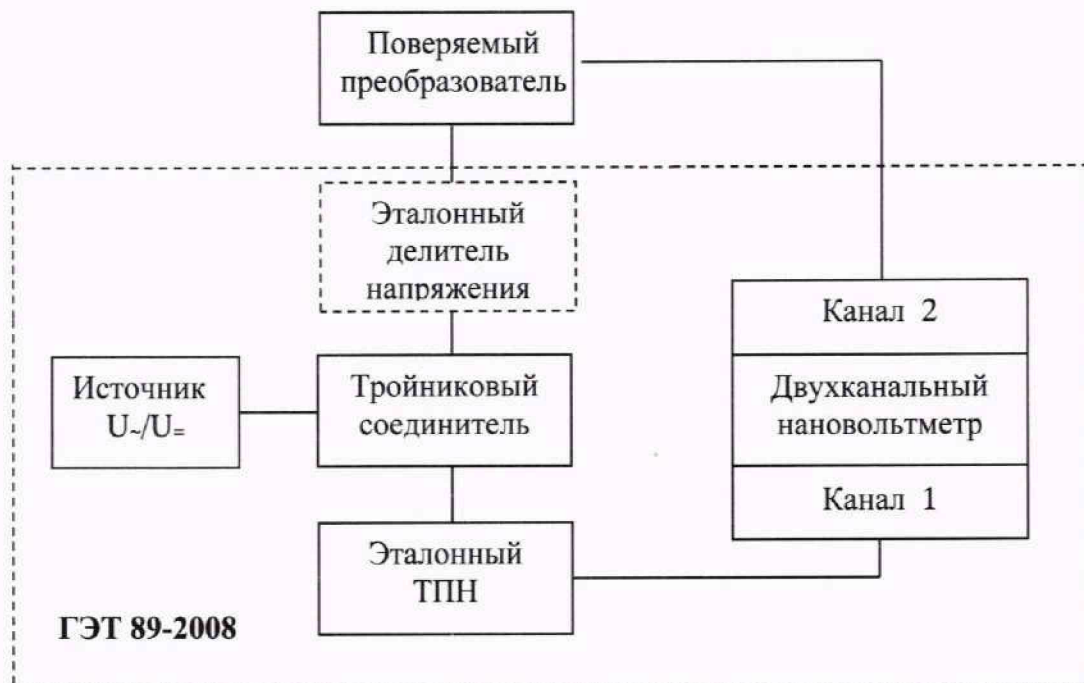 Поверяемый
преобразователь
Эталонный
делитель
напряжения
Источник
U~/U=
Тройниковый
соединитель
Эталонный
ТПН
Канал 2
Двухканальный
нановольтметр
Канал 1
ГЭТ 89-2008